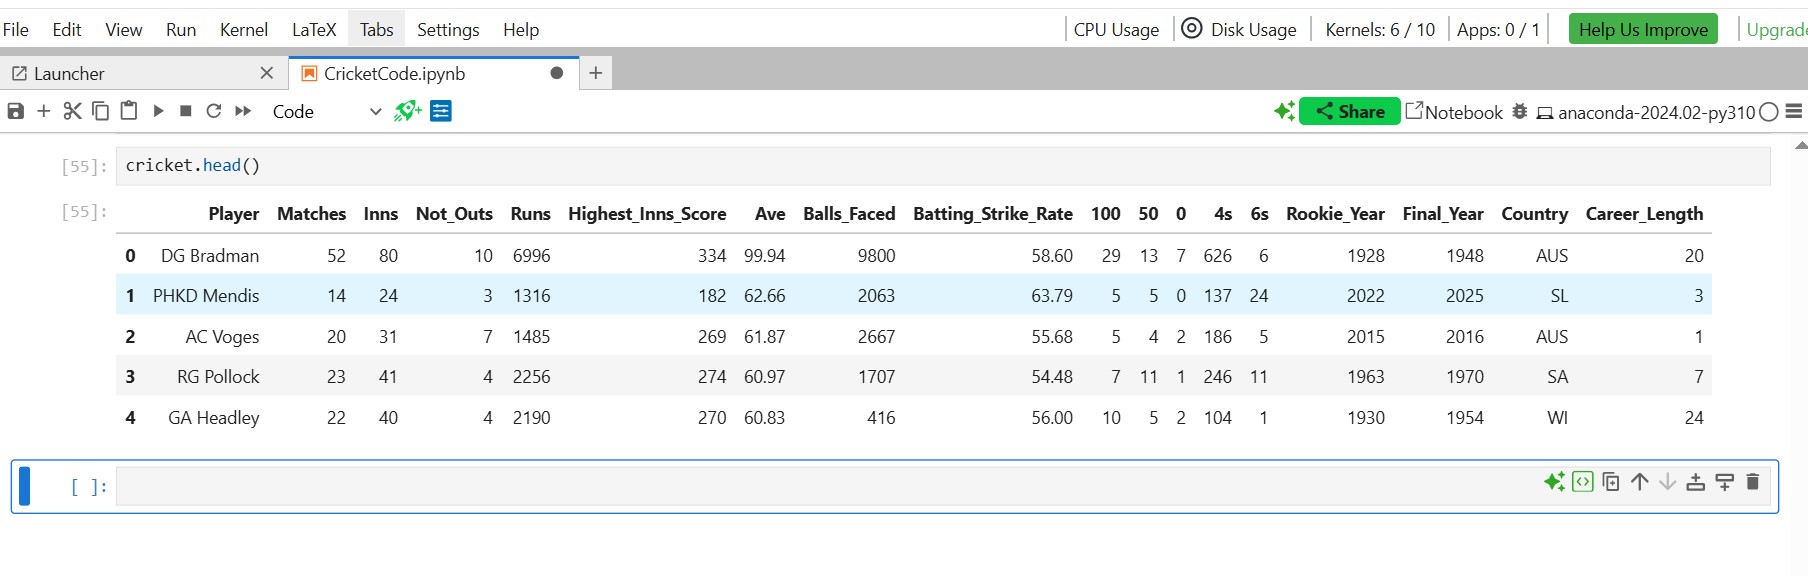 File Edit View Run Kernel LaTeX Tabs Settings Help CPU Usage Disk Usage Kernels: 6 / 10 Apps: 0 / 1 Help Us Improve
Launcher CricketCode.ipynb
Code Share Notebook anaconda-2024.02-py310
[55]: cricket.head()
[55]:
Player Matches Inns Not_Outs Runs Highest_Inns_Score Ave Balls_Faced Batting_Strike_Rate 100 50 0 4s 6s Rookie_Year Final_Year Country Career_Length
0 DG Bradman 52 80 10 6996 334 99.94 9800 58.60 29 13 7 626 6 1928 1948 AUS 20
1 PHKD Mendis 14 24 3 1316 182 62.66 2063 63.79 5 5 0 137 24 2022 2025 SL 3
2 AC Voges 20 31 7 1485 269 61.87 2667 55.68 5 4 2 186 5 2015 2016 AUS 1
3 RG Pollock 23 41 4 2256 274 60.97 1707 54.48 7 11 1 246 11 1963 1970 SA 7
4 GA Headley 22 40 4 2190 270 60.83 416 56.00 10 5 2 104 1 1930 1954 WI 24
[ ]: